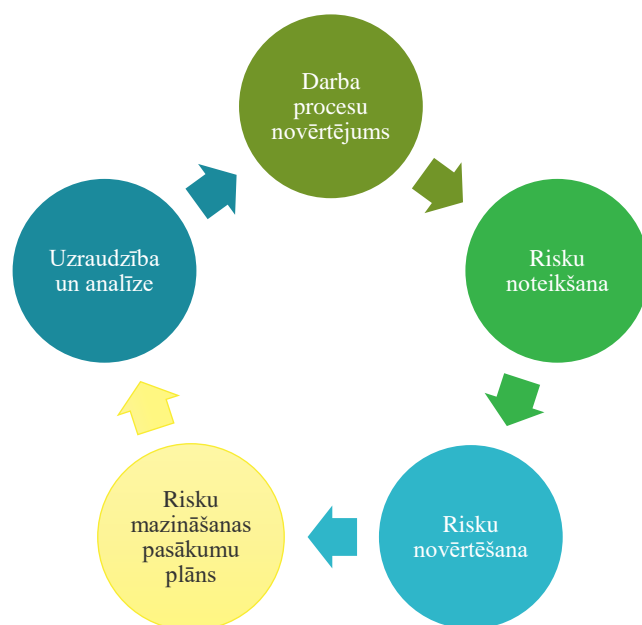 Darba
procesu
novērtējums
Risku
noteikšana
Risku
novērtēšana
Risku
mazināšanas
pasākumu
plāns
Uzraudzība
un analīze